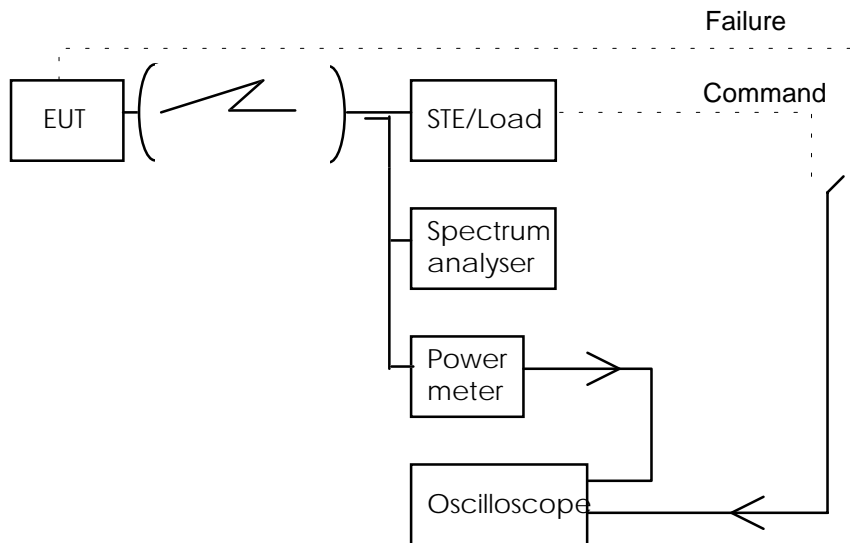 Failure
EUT
STE/Load
Command
Spectrum
analyser
Power
meter
Oscilloscope